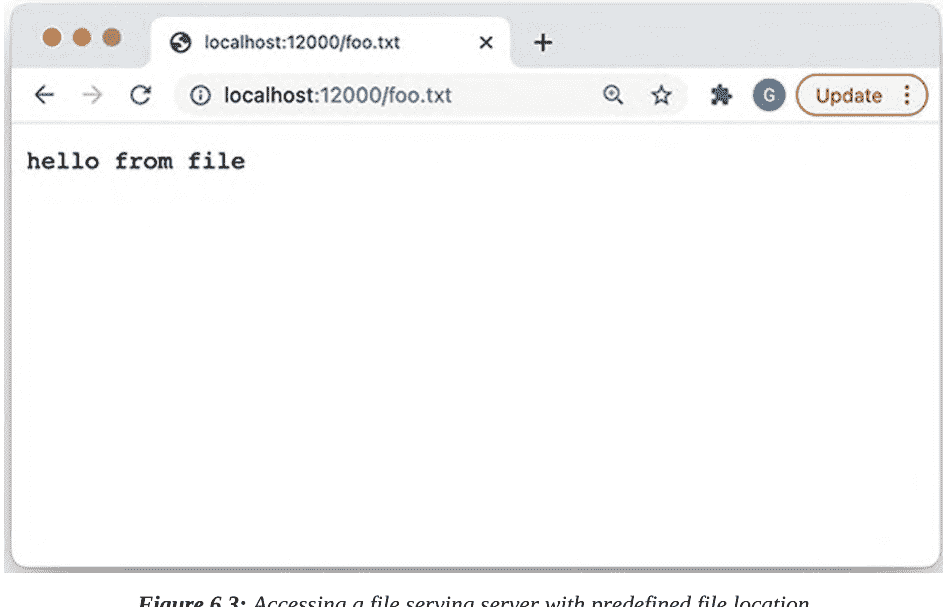 localhost:12000/foo.txt
localhost:12000/foo.txt
G
Update
hello from file
Figure 6.3: Accessing a file serving server with predefined file location